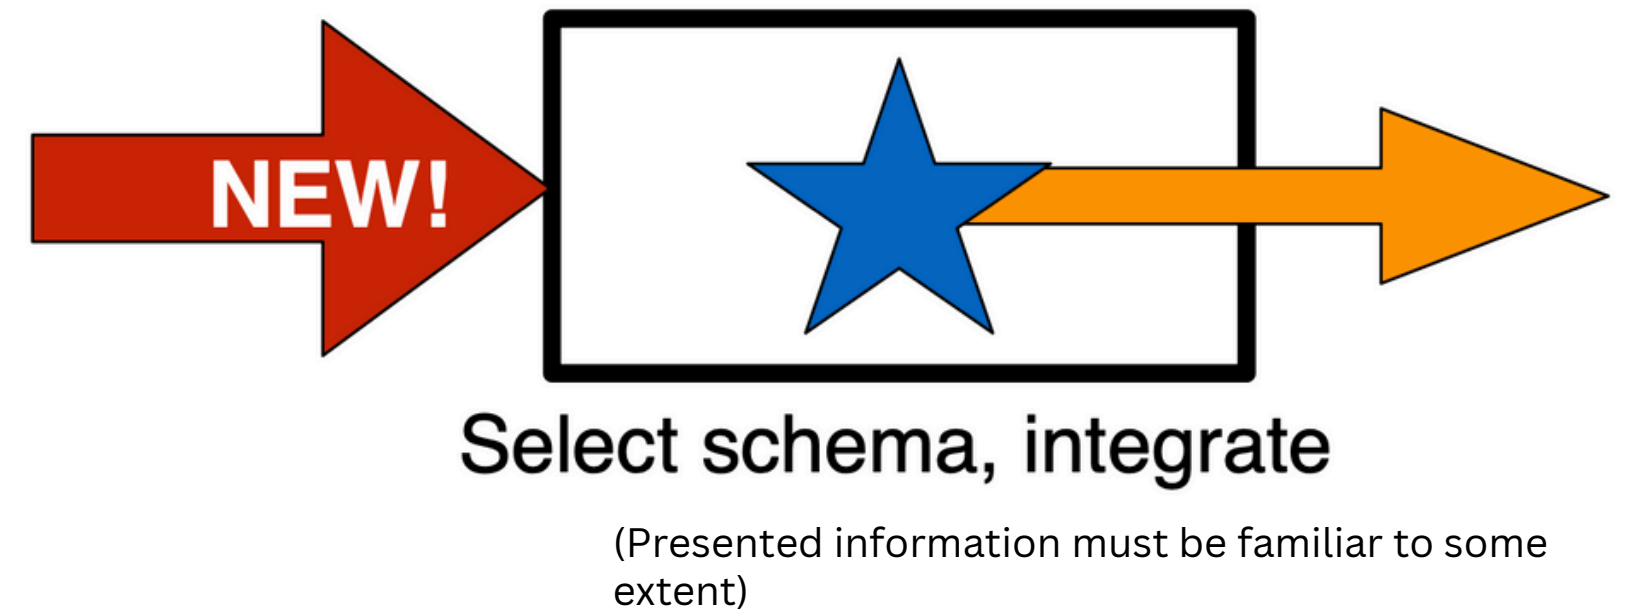 NEW!
Select schema, integrate
(Presented information must be familiar to some
extent)